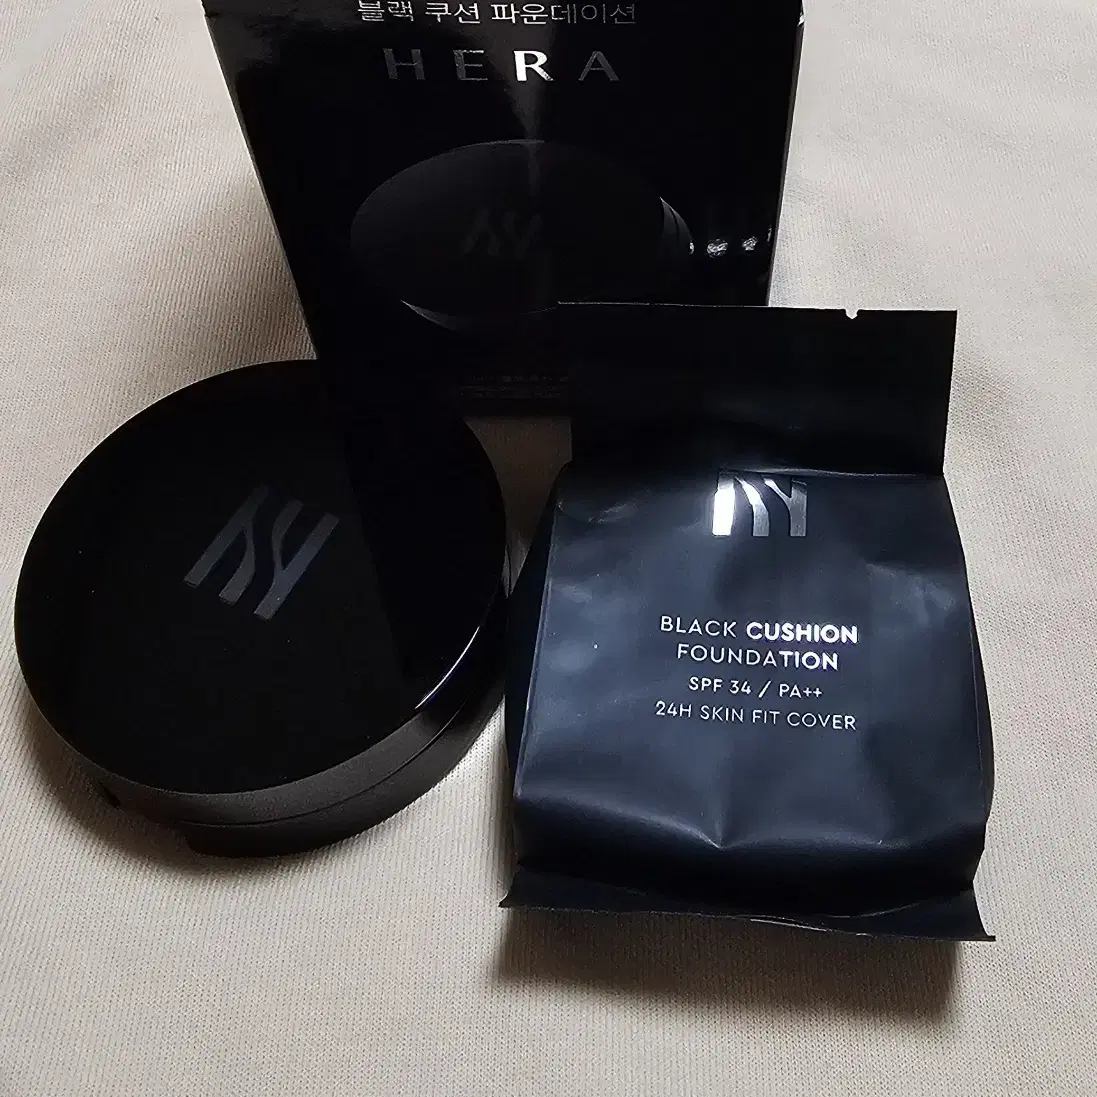 블랙 쿠션 파운데이션
HERA
BLACK CUSHION
FOUNDATION
SPF 34 / PA++
24H SKIN FIT COVER